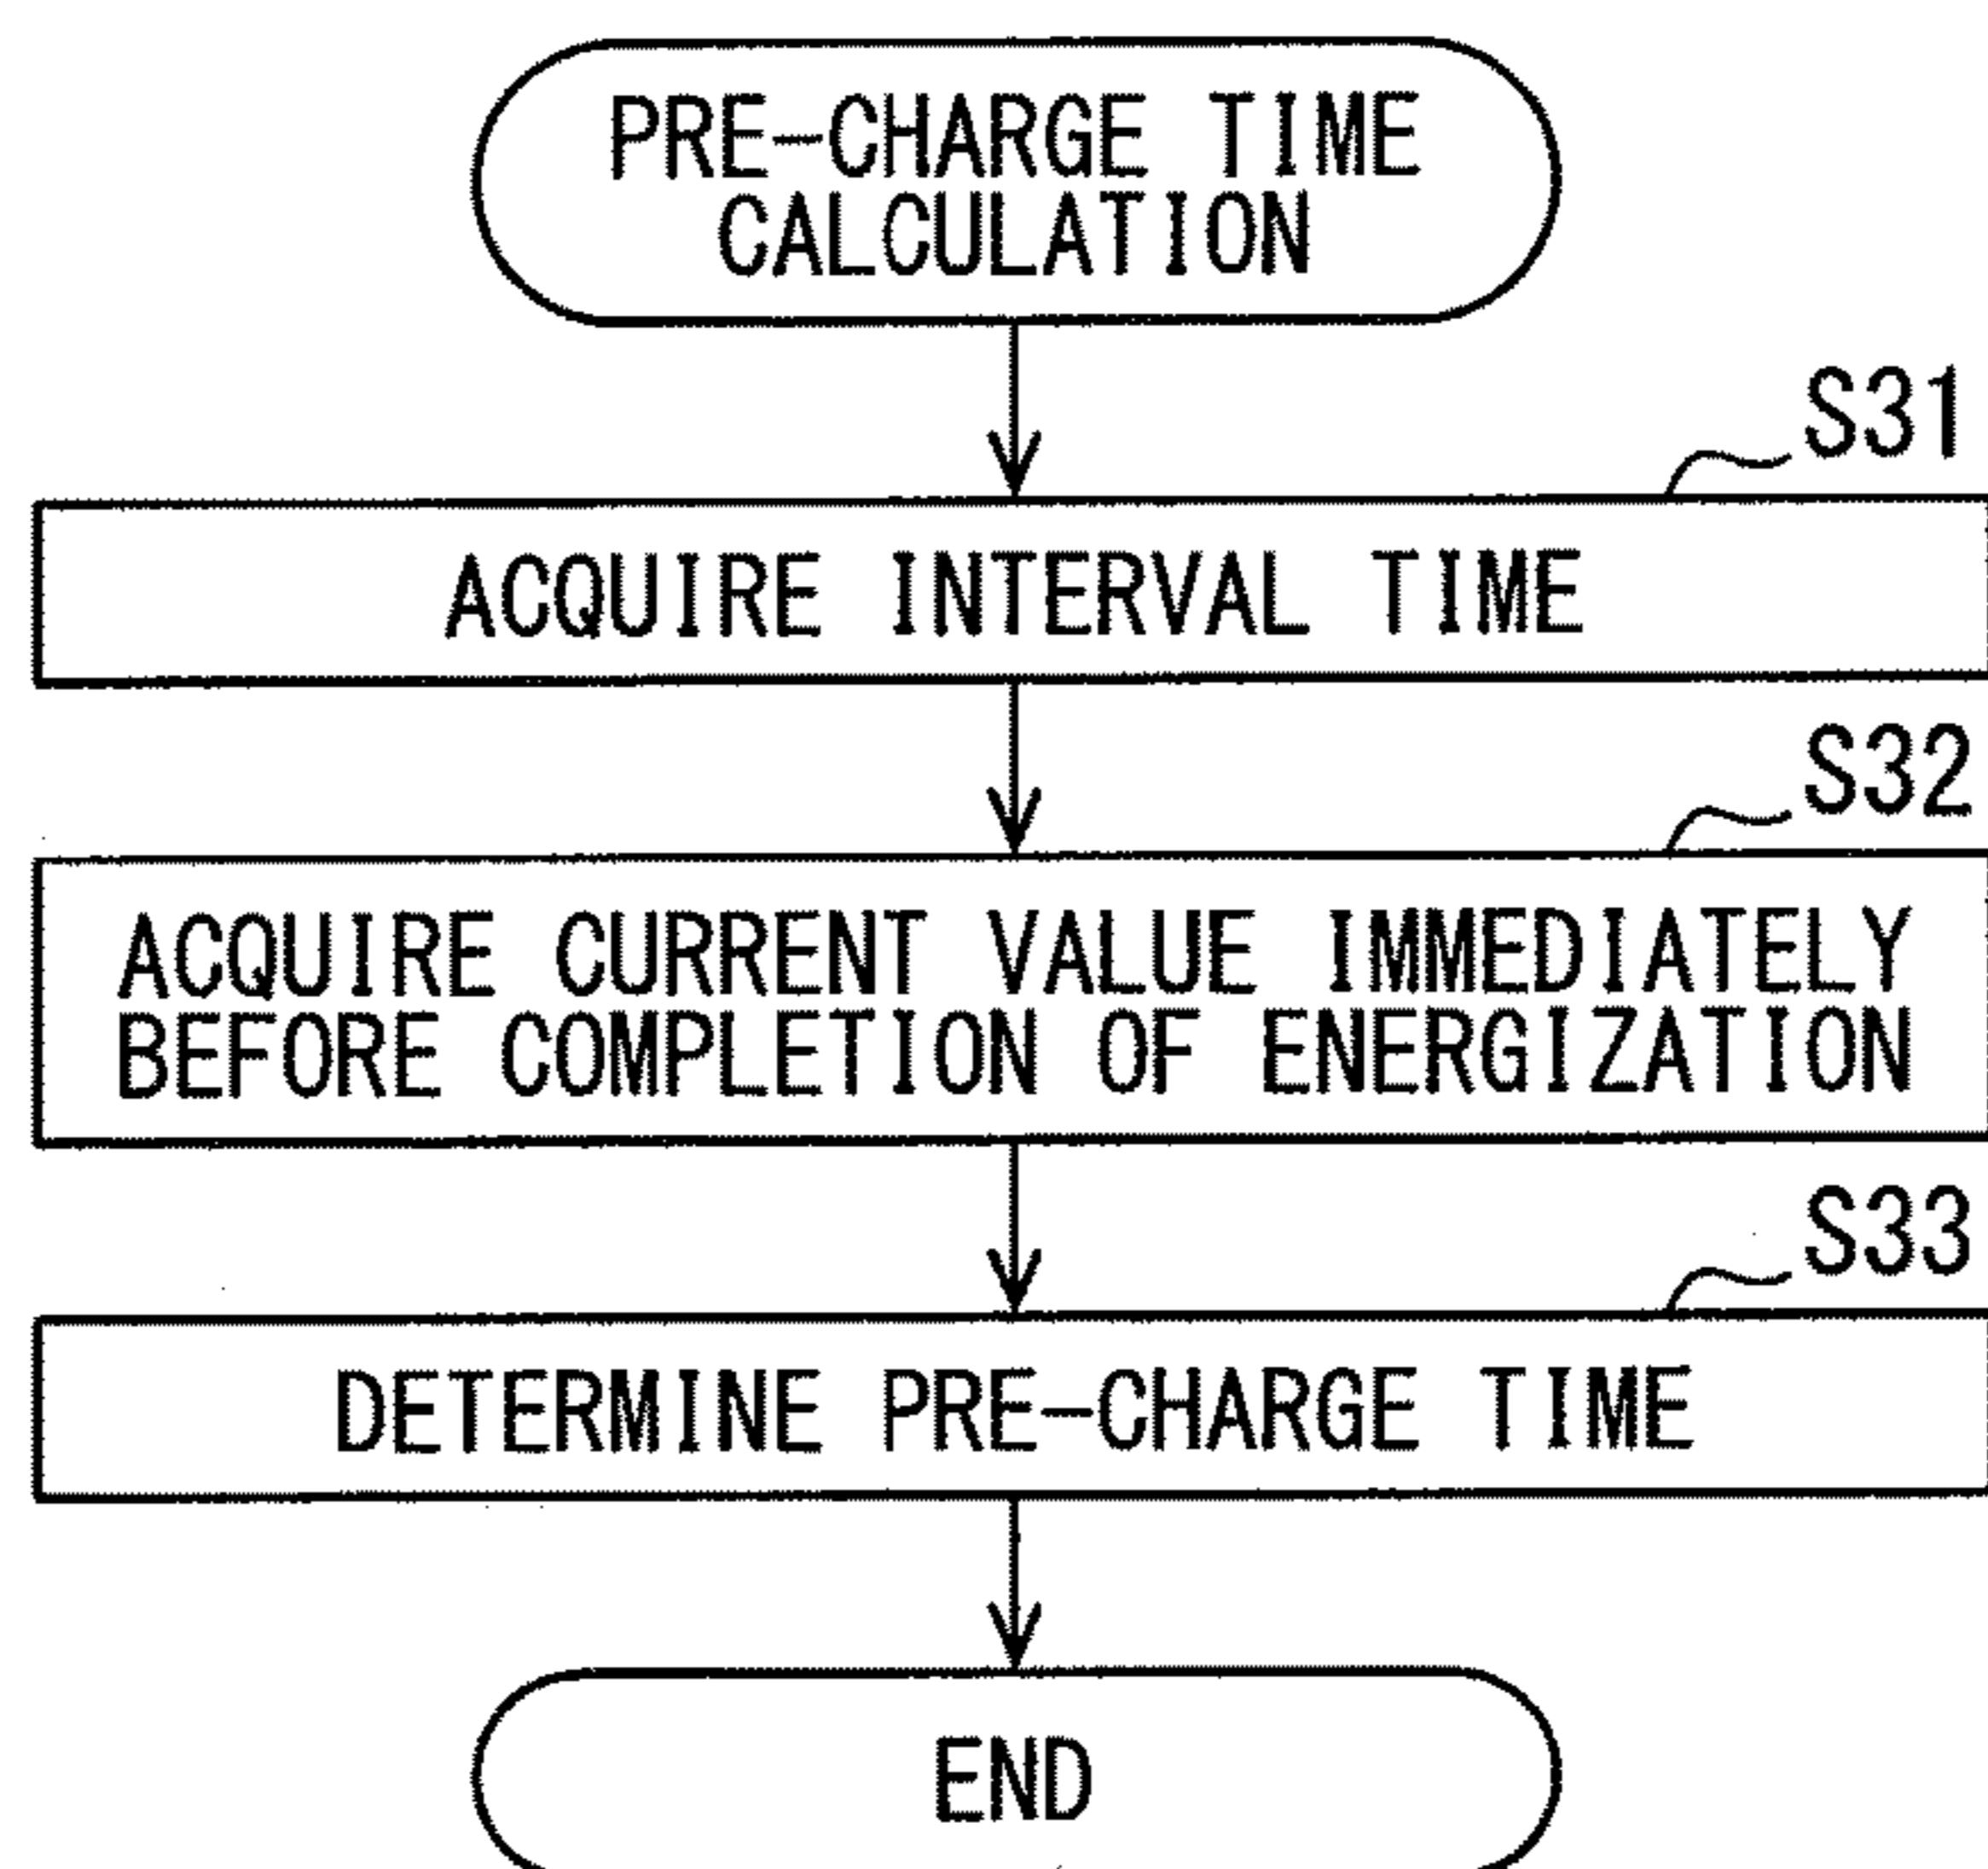 PRE-CHARGE TIME
CALCULATION
S31
ACQUIRE INTERVAL TIME
S32
ACQUIRE CURRENT VALUE IMMEDIATELY
BEFORE COMPLETION OF ENERGIZATION
S33
DETERMINE PRE-CHARGE TIME
END